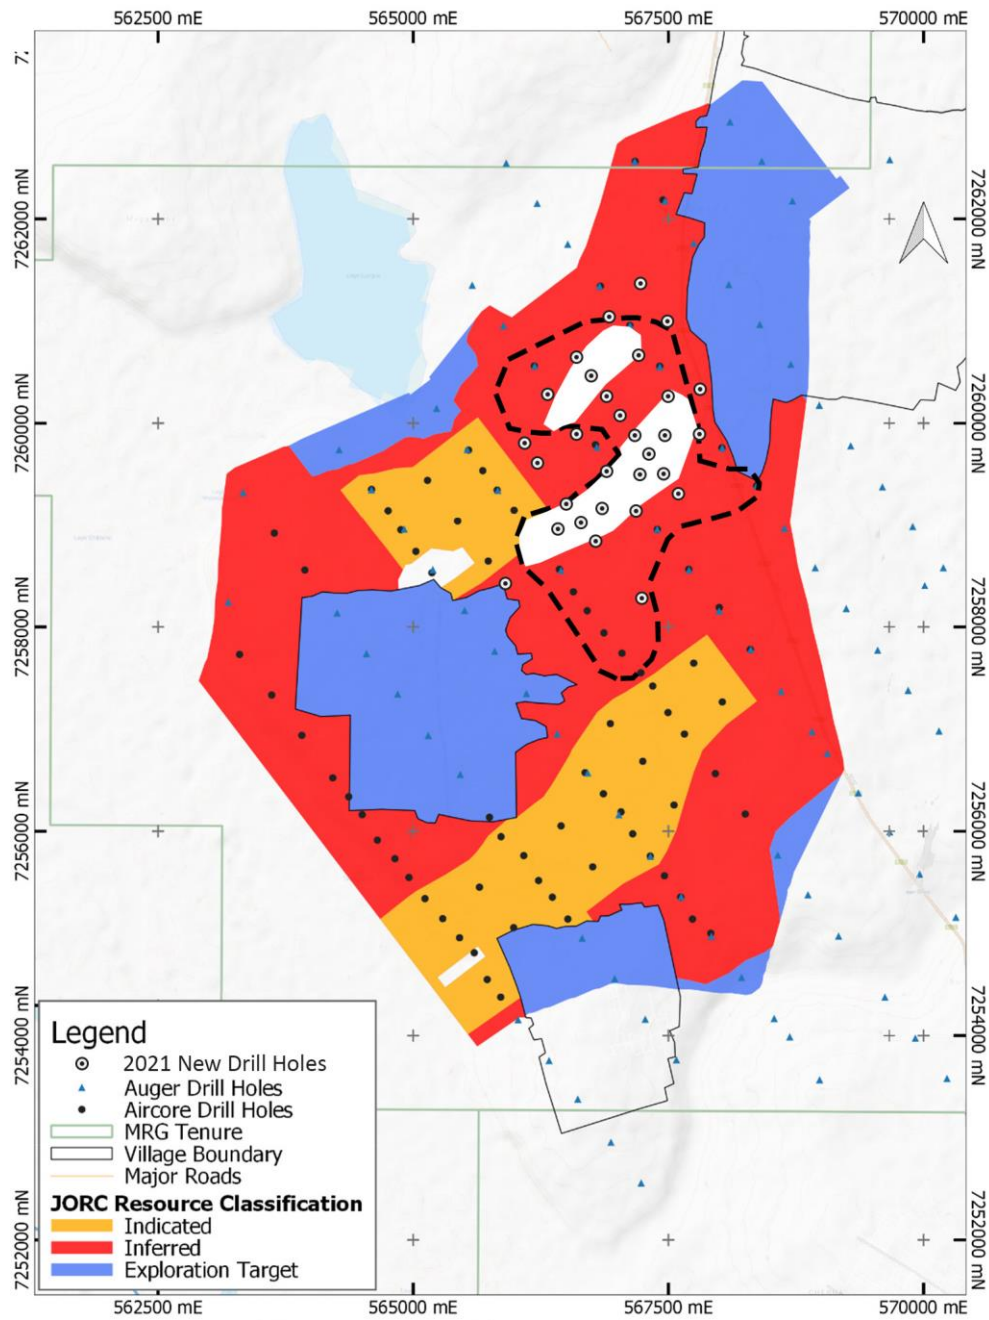 562500 mE 565000 mE 567500 mE 570000 mE
7262000 mN 7262000 mN
7260000 mN 7260000 mN
7258000 mN 7258000 mN
7256000 mN 7256000 mN
7254000 mN 7254000 mN
Legend
2021 New Drill Holes
Auger Drill Holes
Aircore Drill Holes
MRG Tenure
Village Boundary
Major Roads
JORC Resource Classification
Indicated
Inferred
Exploration Target
7252000 mN 7252000 mN
562500 mE 565000 mE 567500 mE 570000 mE